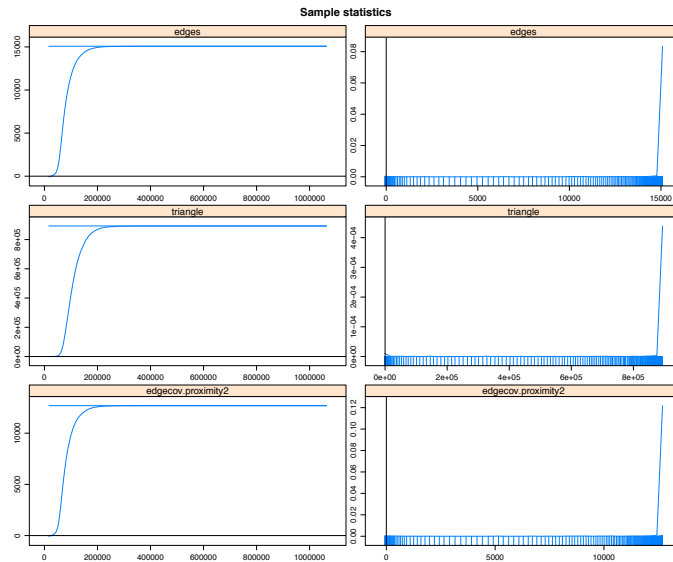 Sample statistics
edges
edges
0 5000 10000 15000
0.00 0.02 0.04 0.06 0.08
0 200000 400000 600000 800000 1000000
0 5000 10000 15000
triangle
triangle
0e+00 2e+05 4e+05 6e+05 8e+05
0e+00 1e-04 2e-04 3e-04 4e-04
0 200000 400000 600000 800000 1000000
0e+00 2e+05 4e+05 6e+05 8e+05
edgecov.proximity2
edgecov.proximity2
0 5000 10000
0.00 0.02 0.04 0.06 0.08 0.10 0.12
0 200000 400000 600000 800000 1000000
0 5000 10000